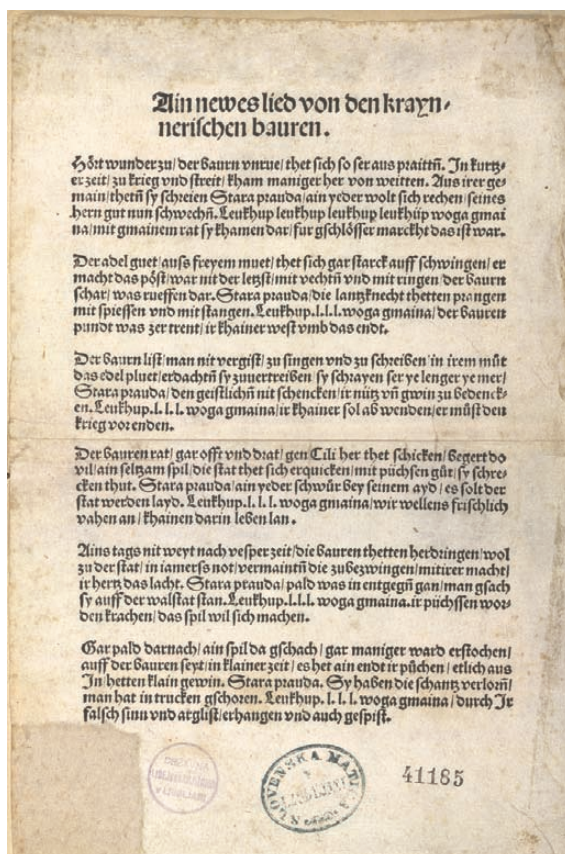 Ain newes lied von den krayn-
nerischen bauren.
Hört wunder zu/der baurn vnrue/thet sich so ser aus praittñ. In kurtz-
er zeit/zu krieg vnd streit/kham maniger her von weitten. Aus irer ge-
main/thetñ sy schreien Stara prauda/ain yeder wolt sich rechen/seines
hern gut nun schwechñ. Leukhup leukhup leukhup leukhüp woga gmai
na/mit gmainem rat sy khamen dar/fur gschlösser marckht das ist war.
Der adel guet/auss freyem muet/thet sich gar starck auff schwingen/er
macht das pöst/war nit der letzst/mit vechtñ vnd mit ringen/der baurn
schar/was rueffen dar. Stara prauda/die lantzknecht thetten prangen
mit spiessen vnd mit stangen. Leukhup.l.l.l.woga gmaina/der bauren
pundt was zer trent/ir khainer west vmb das endt.
Der baurn list/man nit vergist/zu singen vnd zu schreiben/in irem müt
das edel pluet/erdachtñ sy zuuertreiben sy schrayen ser ye lenger ye mer/
Stara prauda/den geistlichñ nit schencken/ir nütz vñ gwin zu bedenck-
en. Leukhup.l.l.l. woga gmaina/ir khainer sol ab wenden/er müst den
krieg vor enden.
Der bauren rat/gar offt vnd drat/gen Cili her thet schicken/begert do
vil/ain seltzam spil/die stat thet sich erquicken/mit püchsen güt/sy schre-
cken thut. Stara prauda/ain yeder schwür bey seinem ayd/es solt der
stat werden layd. Leukhup.l.l.l. woga gmaina/wir wellens frischlich
vahen an/khainen darin leben lan.
Ains tags nit weyt nach vesper zeit/die bauren thetten herdringen/wol
zu der stat/in iamerss not/vermaintñ die zubezwingen/mit irer macht/
ir hertz das lacht. Stara prauda/pald was in entgegñ gan/man gsach
sy auff der walstat stan. Leukhup.l.l.l. woga gmaina. ir püchssen wor-
den krachen/das spil wil sich machen.
Gar pald darnach/ain spil da gschach/gar maniger ward erstochen/
auff der bauren seyt/in klainer zeit/es het ain endt ir püchen/etlich aus
In/hetten klain gewin. Stara prauda. Sy haben die schantz verlorñ/
man hat in trucken gschoren. Leukhup.l.l.l. woga gmaina/durch Ir
falsch sinn vnd arglist/erhangen vnd auch gespist.
SLOVENSKA MATICA
V LJUBLJANI
41185